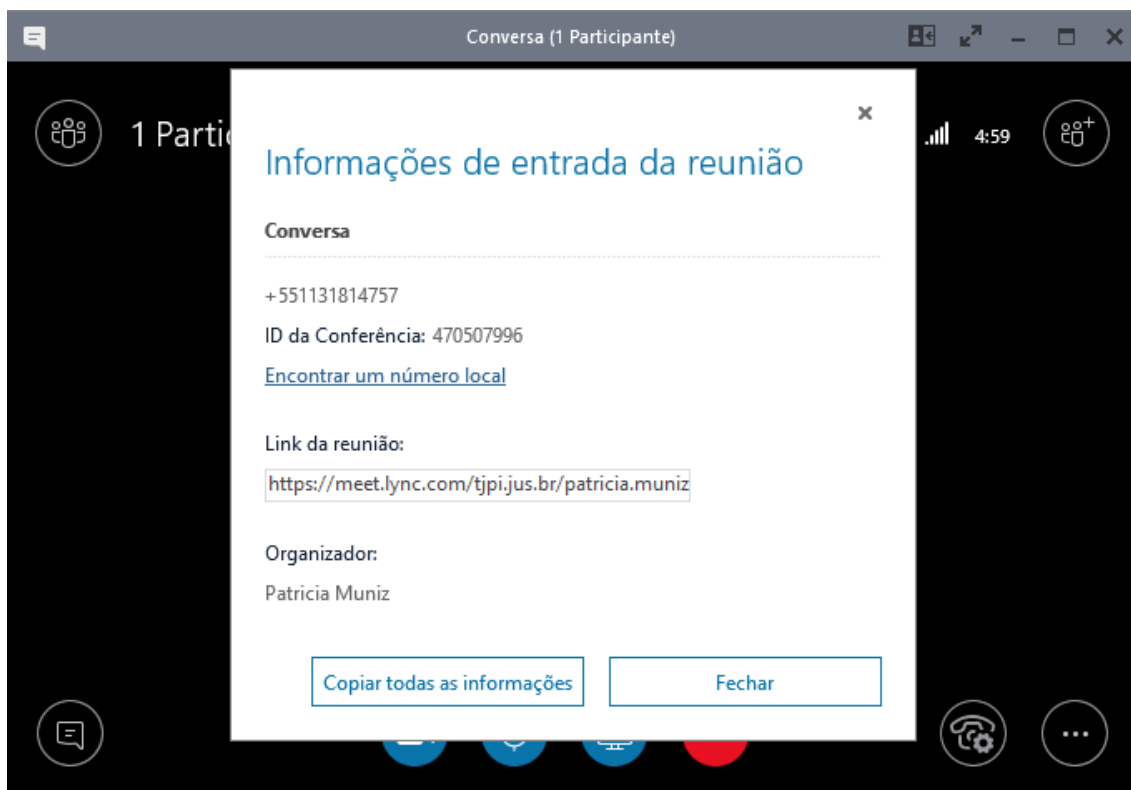 Conversa (1 Participante)
1 Partic
4:59
Informações de entrada da reunião
Conversa
+551131814757
ID da Conferência: 470507996
Encontrar um número local
Link da reunião:
https://meet.lync.com/tjpi.jus.br/patricia.muniz
Organizador:
Patricia Muniz
Copiar todas as informações
Fechar